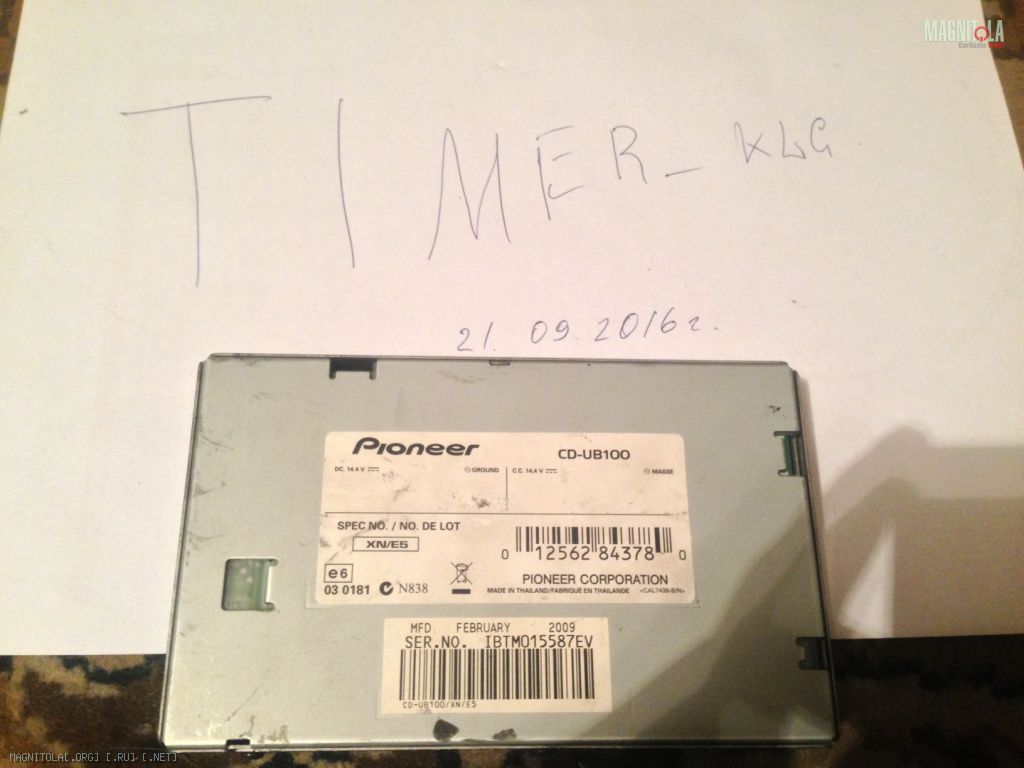 MAGNITOLA
TIMER_KLG
21. 09. 2016г.
Pioneer CD-UB100
DC. 14.4 V GROUND C.C. 14,4 V MASSE
SPEC NO. / NO. DE LOT
XN/E5
0 12562 84378 0
e6
03 0181 N838
PIONEER CORPORATION
MADE IN THAILAND/FABRIQUÉ EN THAILANDE <CAL7438-B/N>
MFD. FEBRUARY 2009
SER.NO. IBTM015587EV
CD-UB100/XN/E5
MAGNITOLA[.ORG] [.RU] [.NET]